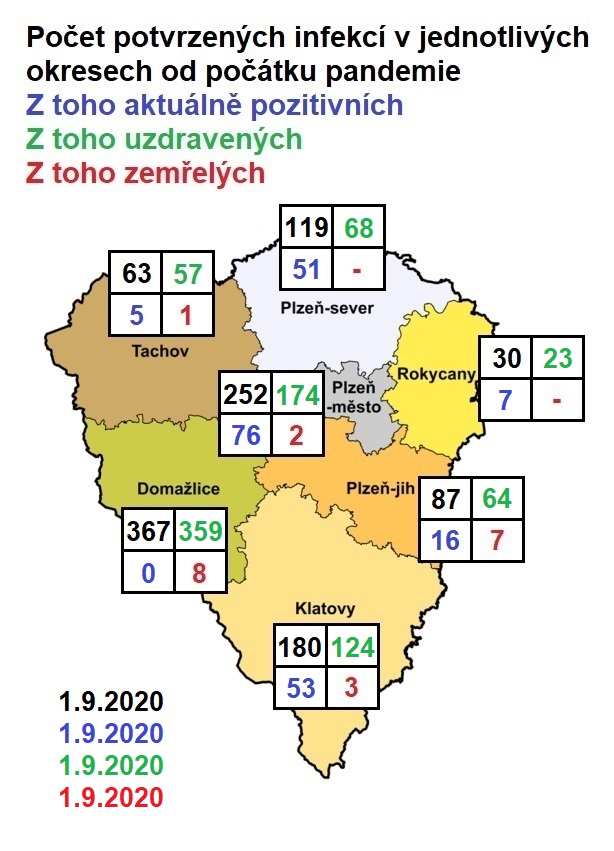 Počet potvrzených infekcí v jednotlivých
okresech od počátku pandemie
Z toho aktuálně pozitivních
Z toho uzdravených
Z toho zemřelých
119 68
51 -
Plzeň-sever
63 57
5 1
Tachov
30 23
7 -
Rokycany
252 174
76 2
Plzeň
-město
Domažlice
367 359
0 8
Plzeň-jih
87 64
16 7
Klatovy
180 124
53 3
1.9.2020
1.9.2020
1.9.2020
1.9.2020